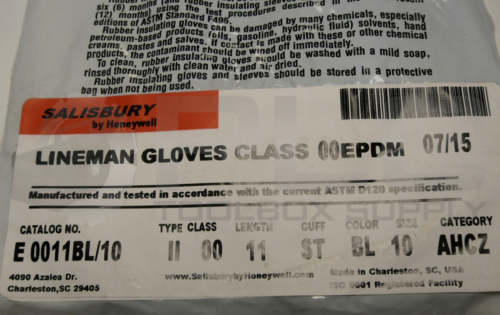 six (6) months (and rubber insulating sleeves every twelve
(12) months) using the test procedures described in the
editions of ASTM Standard F496.
Rubber insulating gloves can be damaged by many chemicals, especially
petroleum-based products (oils, gasoline, hydraulic fluid) solvents, hand
creams, pastes and salves. If contact is made with these or other chemical
products, the contaminant should be wiped off immediately.
To clean, rubber insulating gloves should be washed with a mild soap,
rinsed thoroughly with clean water and air dried.
Rubber insulating gloves and sleeves should be stored in a protective
bag when not being used.
SALISBURY
by Honeywell
LINEMAN GLOVES CLASS 00EPDM 07/15
Manufactured and tested in accordance with the current ASTM D120 specification.
TOOLBOX SUPPLY
CATALOG NO. TYPE CLASS LENGTH CUFF COLOR SIZE CATEGORY
E 0011BL/10 II 00 11 ST BL 10 AHCZ
4090 Azalea Dr. www.SalisburybyHoneywell.com Made in Charleston, SC, USA
Charleston,SC 29405 ISO 9001 Registered Facility